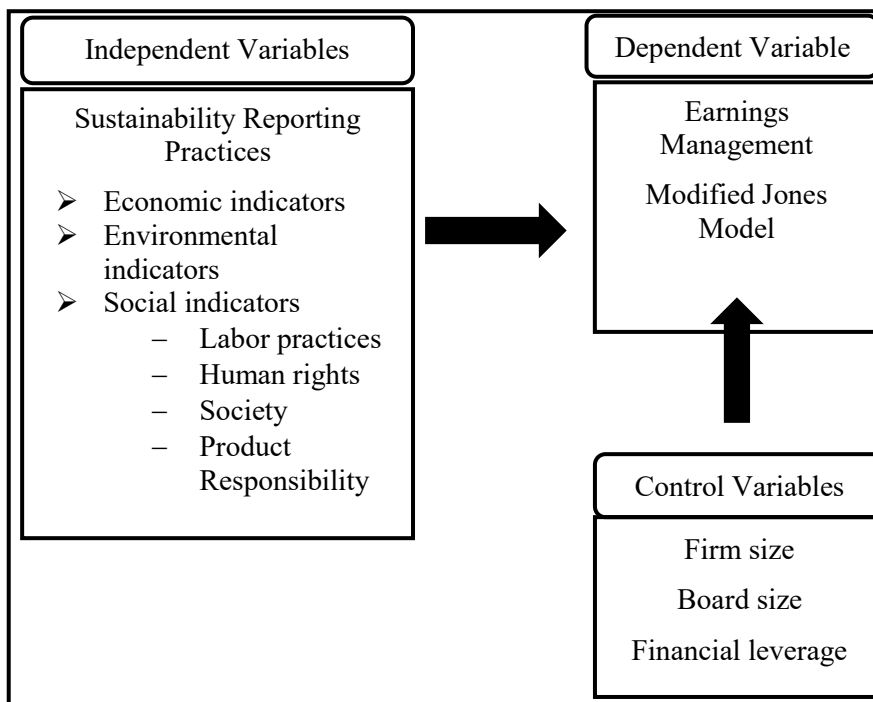 Independent Variables
Sustainability Reporting
Practices
➢ Economic indicators
➢ Environmental
indicators
➢ Social indicators
– Labor practices
– Human rights
– Society
– Product
Responsibility
Dependent Variable
Earnings
Management
Modified Jones
Model
Control Variables
Firm size
Board size
Financial leverage